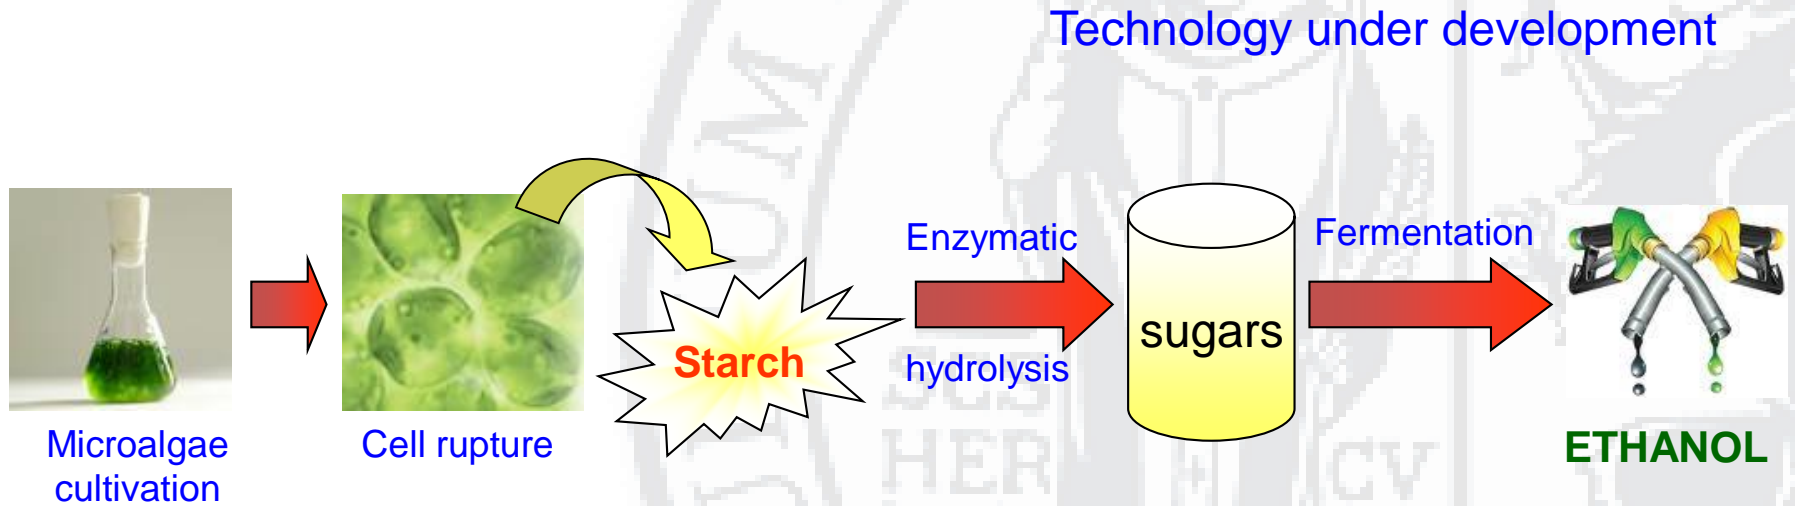 Technology under development
Microalgae
cultivation
Cell rupture
Starch
Enzymatic
hydrolysis
sugars
Fermentation
ETHANOL